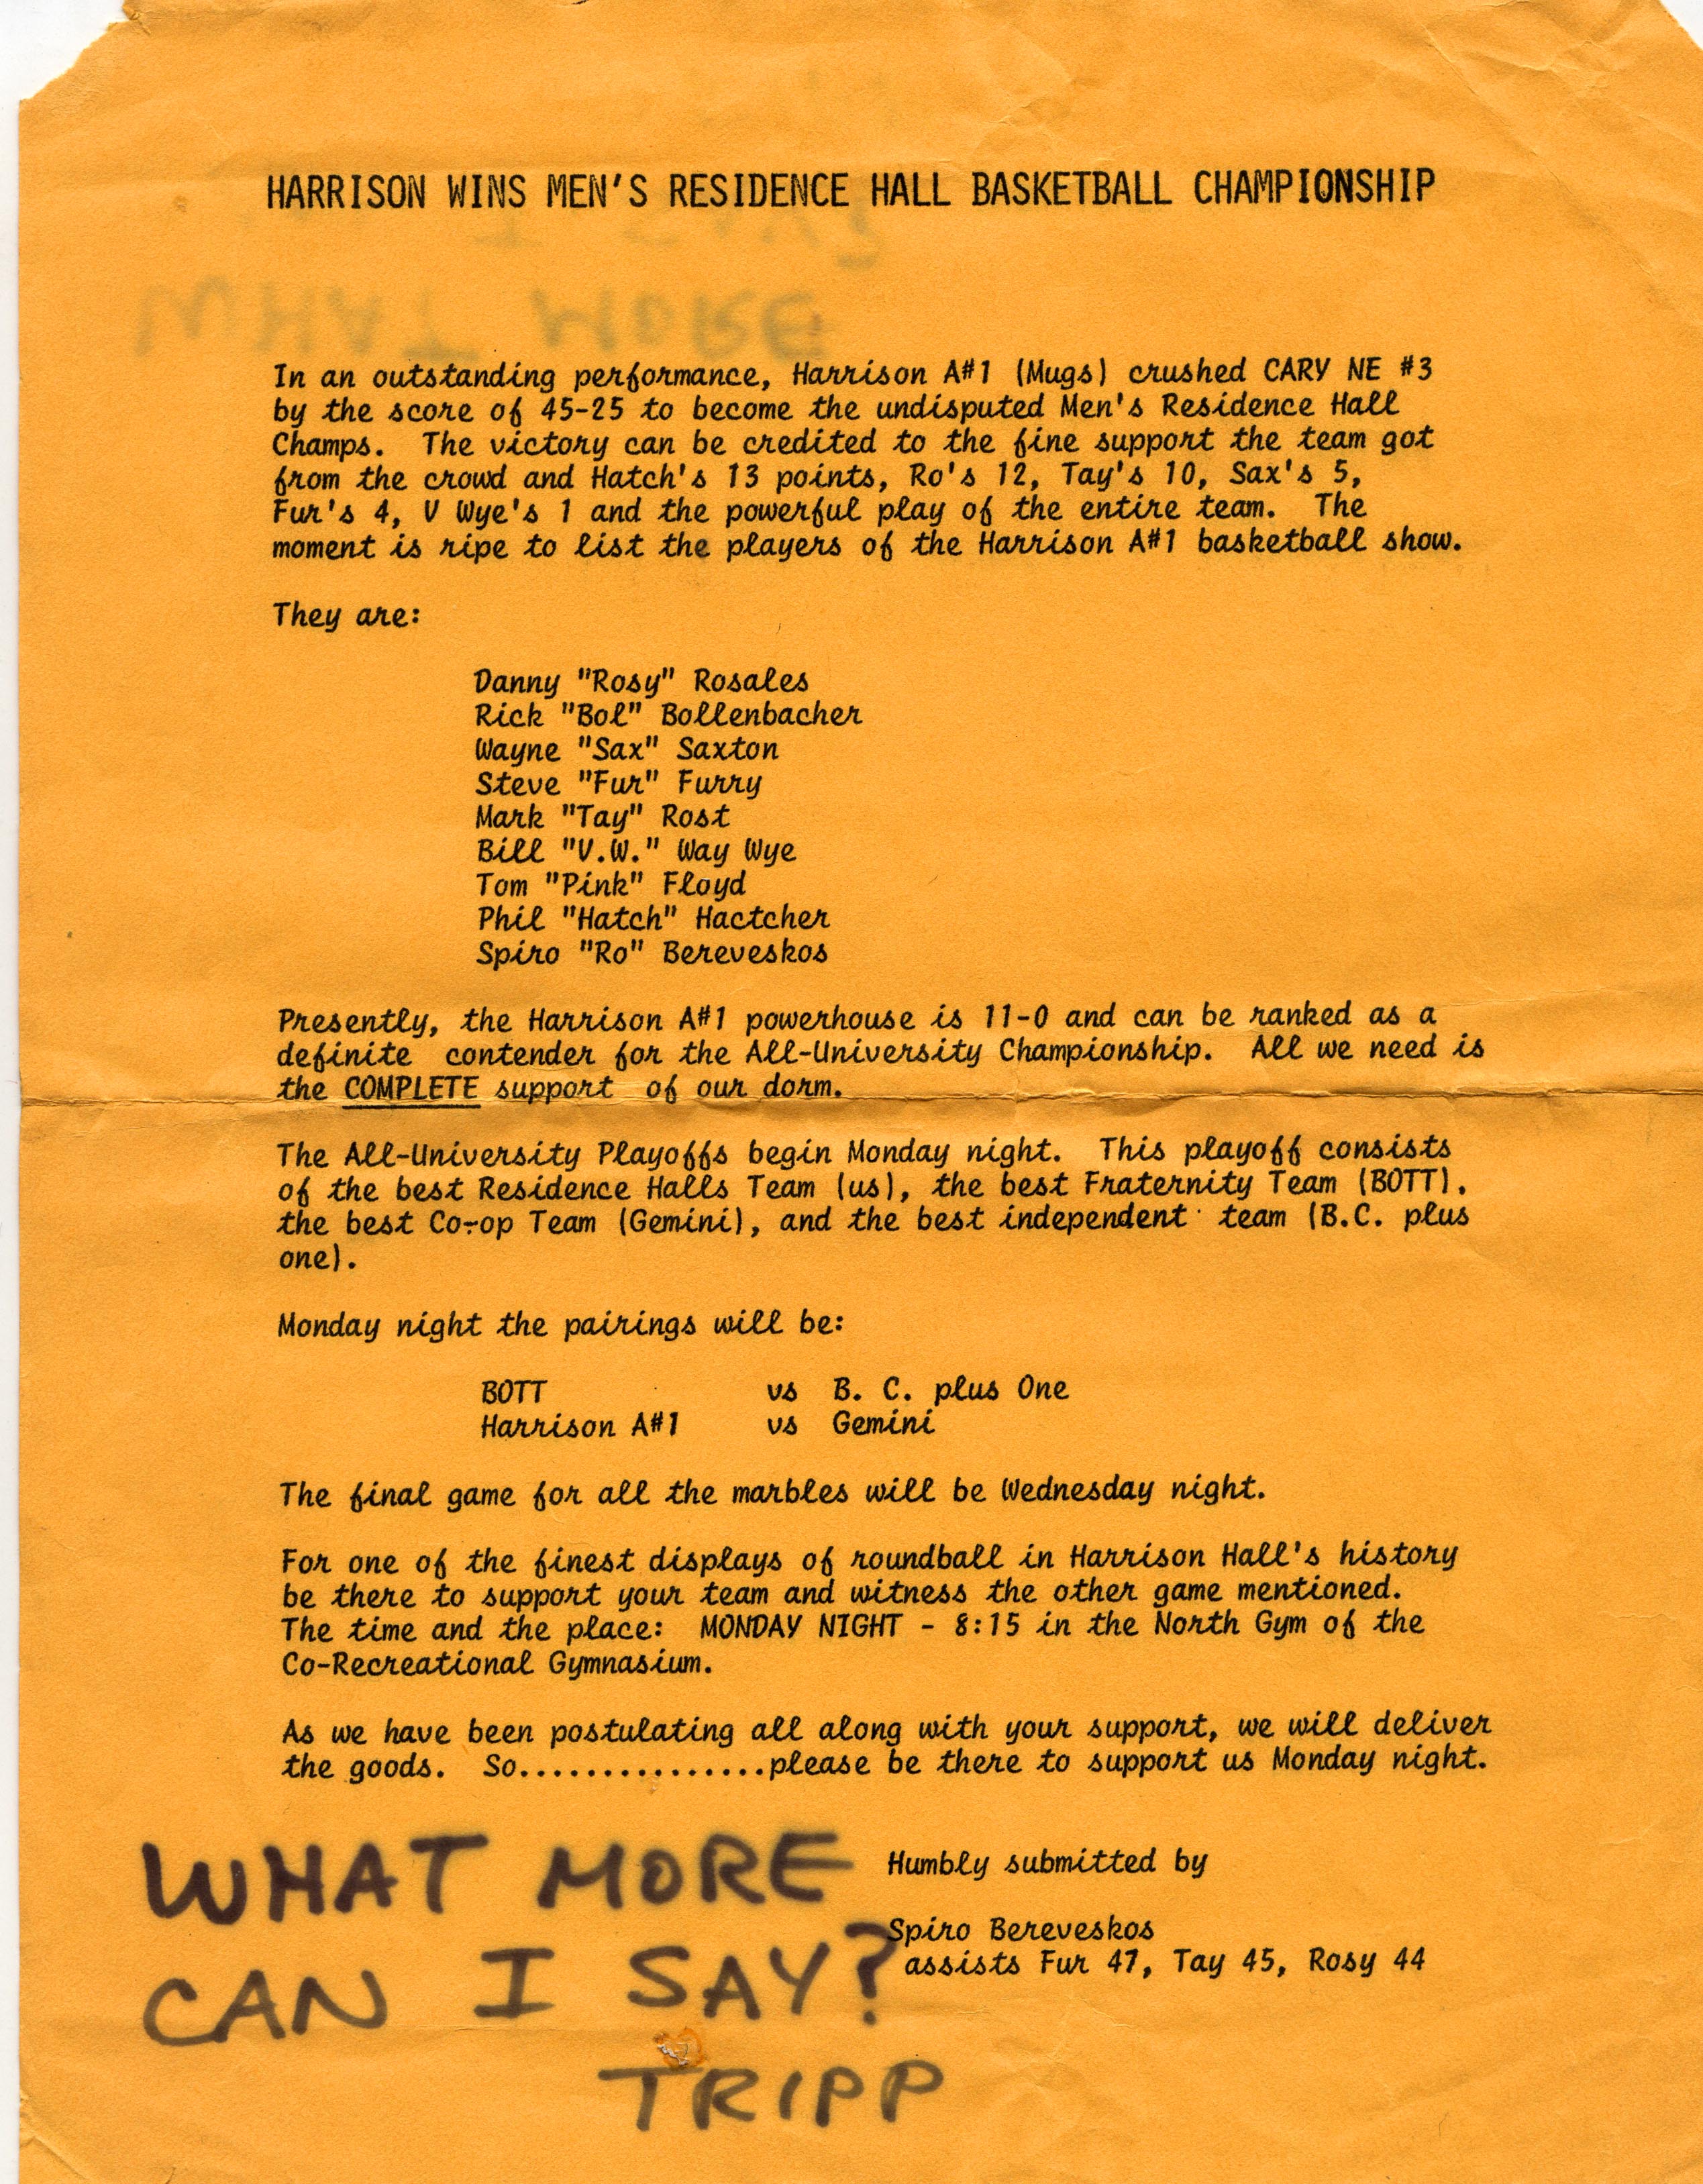 HARRISON WINS MEN'S RESIDENCE HALL BASKETBALL CHAMPIONSHIP
In an outstanding performance, Harrison A#1 (Mugs) crushed CARY NE #3
by the score of 45-25 to become the undisputed Men's Residence Hall
Champs. The victory can be credited to the fine support the team got
from the crowd and Hatch's 13 points, Ro's 12, Tay's 10, Sax's 5,
Fur's 4, V Wye's 1 and the powerful play of the entire team. The
moment is ripe to list the players of the Harrison A#1 basketball show.
They are:
Danny "Rosy" Rosales
Rick "Bol" Bollenbacher
Wayne "Sax" Saxton
Steve "Fur" Furry
Mark "Tay" Rost
Bill "V.W." Way Wye
Tom "Pink" Floyd
Phil "Hatch" Hactcher
Spiro "Ro" Bereveskos
Presently, the Harrison A#1 powerhouse is 11-0 and can be ranked as a
definite contender for the All-University Championship. All we need is
the COMPLETE support of our dorm.
The All-University Playoffs begin Monday night. This playoff consists
of the best Residence Halls Team (us), the best Fraternity Team (BOTT),
the best Co-op Team (Gemini), and the best independent team (B.C. plus
one).
Monday night the pairings will be:
BOTT vs B. C. plus One
Harrison A#1 vs Gemini
The final game for all the marbles will be Wednesday night.
For one of the finest displays of roundball in Harrison Hall's history
be there to support your team and witness the other game mentioned.
The time and the place: MONDAY NIGHT - 8:15 in the North Gym of the
Co-Recreational Gymnasium.
As we have been postulating all along with your support, we will deliver
the goods. So...............please be there to support us Monday night.
Humbly submitted by
Spiro Bereveskos
assists Fur 47, Tay 45, Rosy 44
WHAT MORE
CAN I SAY?
TRIPP